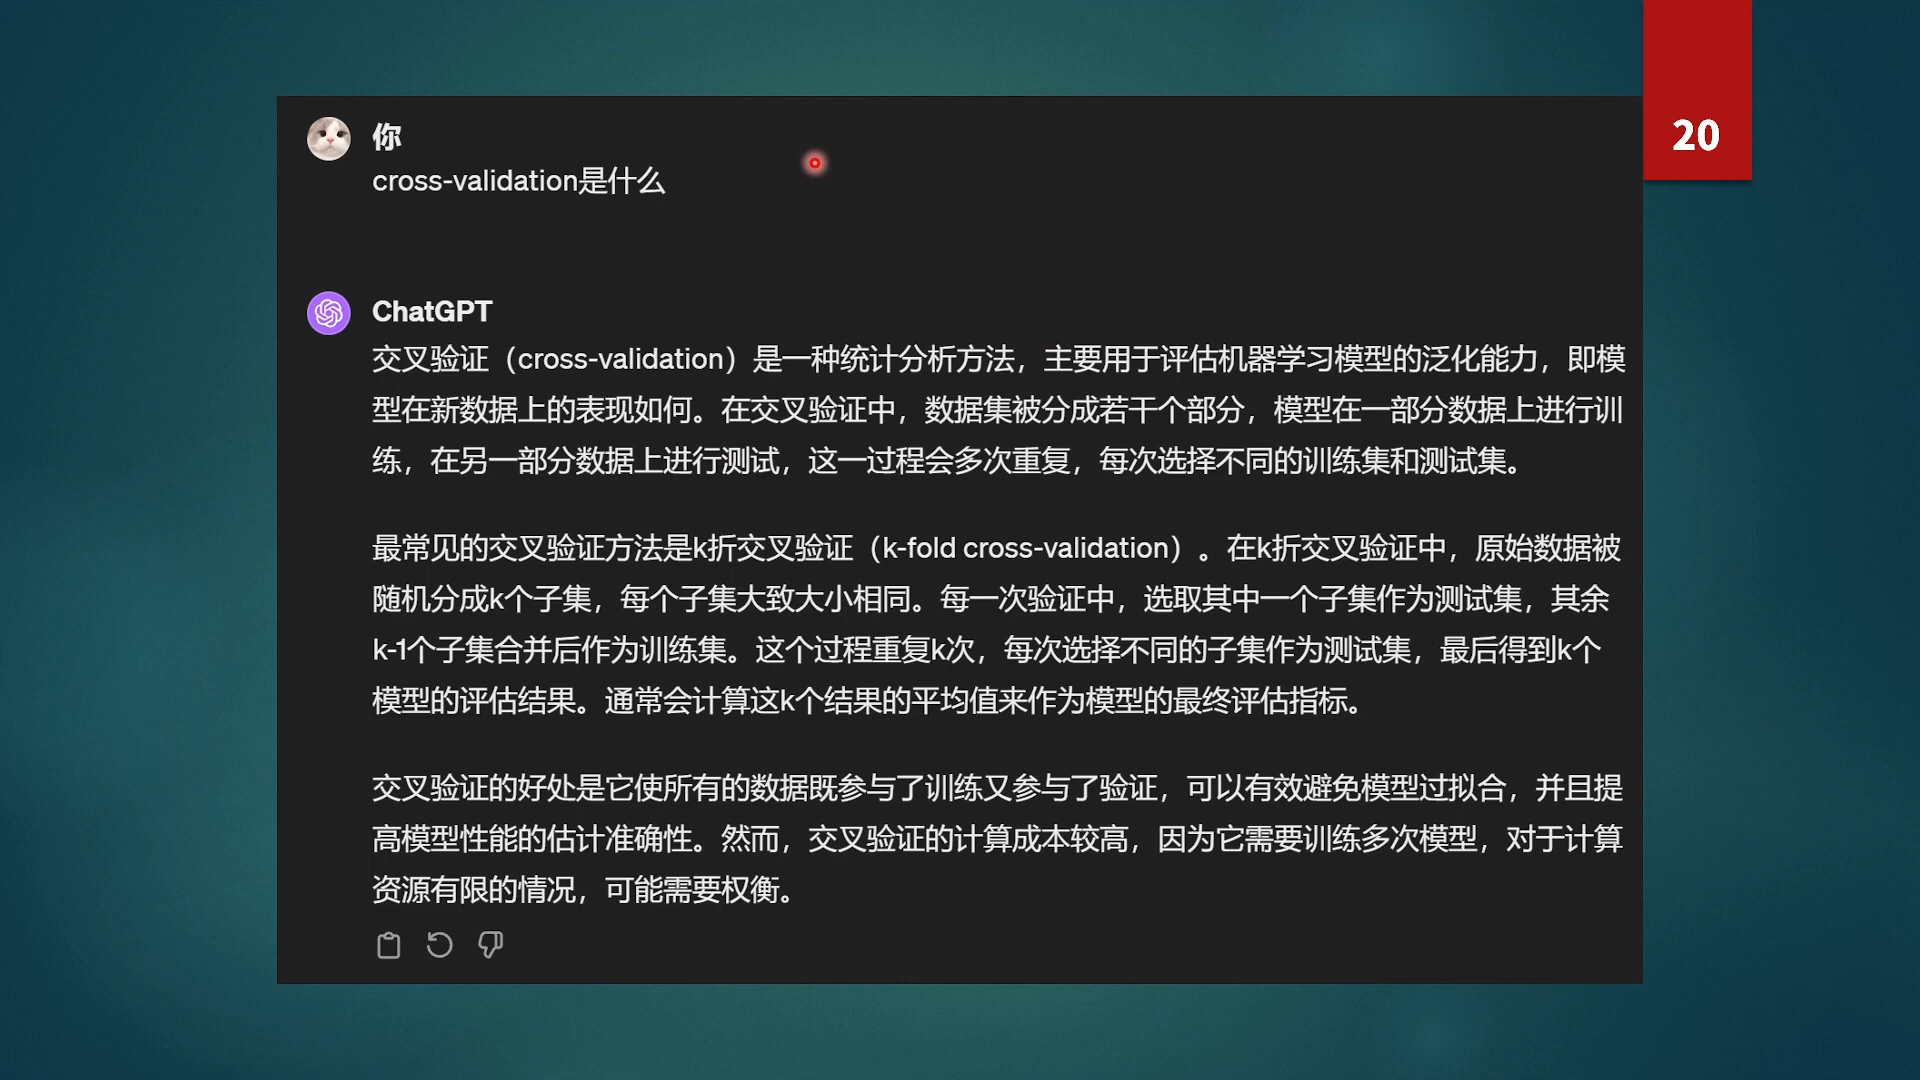 20
你
cross-validation是什么
ChatGPT
交叉验证（cross-validation）是一种统计分析方法，主要用于评估机器学习模型的泛化能力，即模
型在新数据上的表现如何。在交叉验证中，数据集被分成若干个部分，模型在一部分数据上进行训
练，在另一部分数据上进行测试，这一过程会多次重复，每次选择不同的训练集和测试集。
最常见的交叉验证方法是k折交叉验证（k-fold cross-validation）。在k折交叉验证中，原始数据被
随机分成k个子集，每个子集大致大小相同。每一次验证中，选取其中一个子集作为测试集，其余
k-1个子集合并后作为训练集。这个过程重复k次，每次选择不同的子集作为测试集，最后得到k个
模型的评估结果。通常会计算这k个结果的平均值来作为模型的最终评估指标。
交叉验证的好处是它使所有的数据既参与了训练又参与了验证，可以有效避免模型过拟合，并且提
高模型性能的估计准确性。然而，交叉验证的计算成本较高，因为它需要训练多次模型，对于计算
资源有限的情况，可能需要权衡。